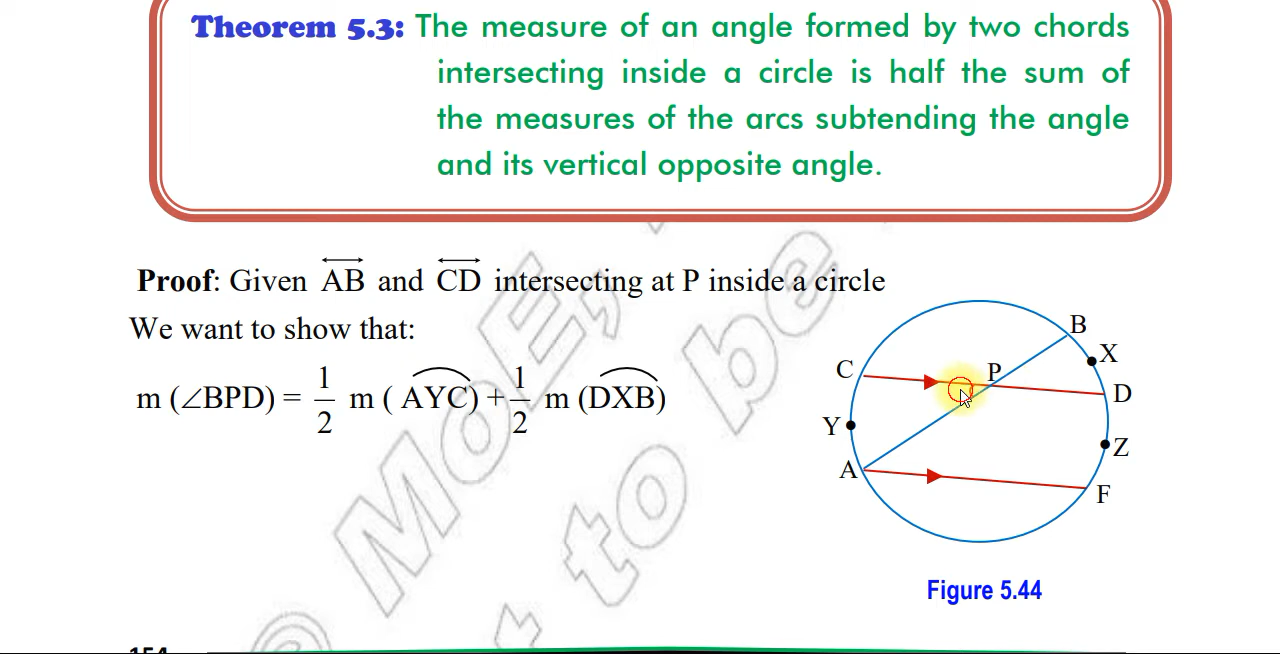 Theorem 5.3: The measure of an angle formed by two chords
intersecting inside a circle is half the sum of
the measures of the arcs subtending the angle
and its vertical opposite angle.
Proof: Given AB and CD intersecting at P inside a circle
We want to show that:
m (∠BPD) = 1/2 m ( AYC) + 1/2 m (DXB)
B
X
C
P
D
Y
Z
A
F
Figure 5.44
MoE,
to be